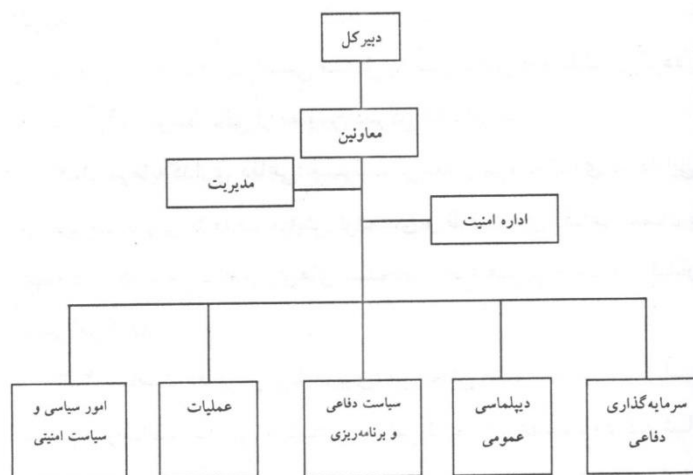 دبیرکل
معاونین
مدیریت
اداره امنیت
سرمایه‌گذاری
دفاعی
دیپلماسی
عمومی
سیاست دفاعی
و برنامه‌ریزی
عملیات
امور سیاسی و
سیاست امنیتی